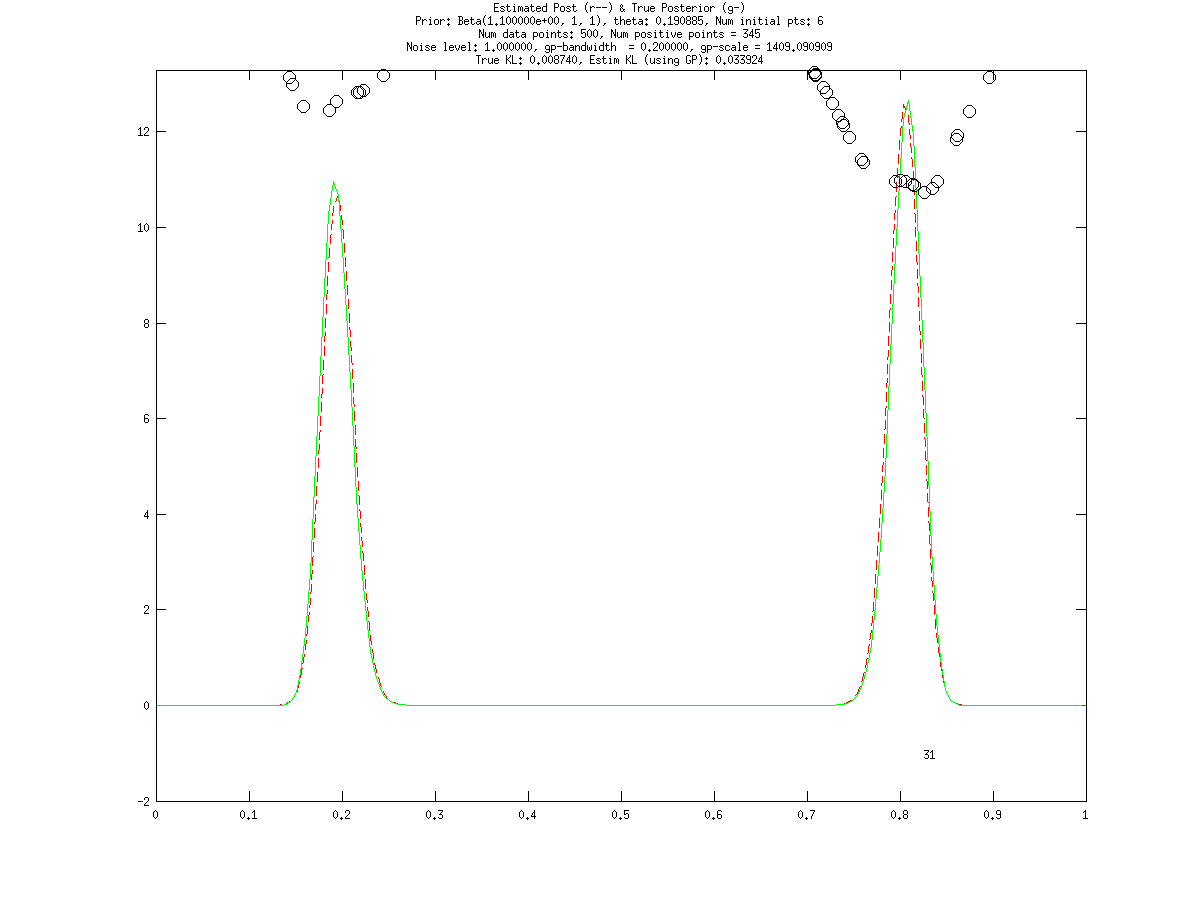 Estimated Post (r--) & True Posterior (g-)
Prior: Beta(1.100000e+00, 1, 1), theta: 0.190885, Num initial pts: 6
Num data points: 500, Num positive points = 345
Noise level: 1.000000, gp-bandwidth  = 0.200000, gp-scale = 1409.090909
True KL: 0.008740, Estim KL (using GP): 0.033924
12
10
8
6
4
2
0
31
-2
0 0.1 0.2 0.3 0.4 0.5 0.6 0.7 0.8 0.9 1